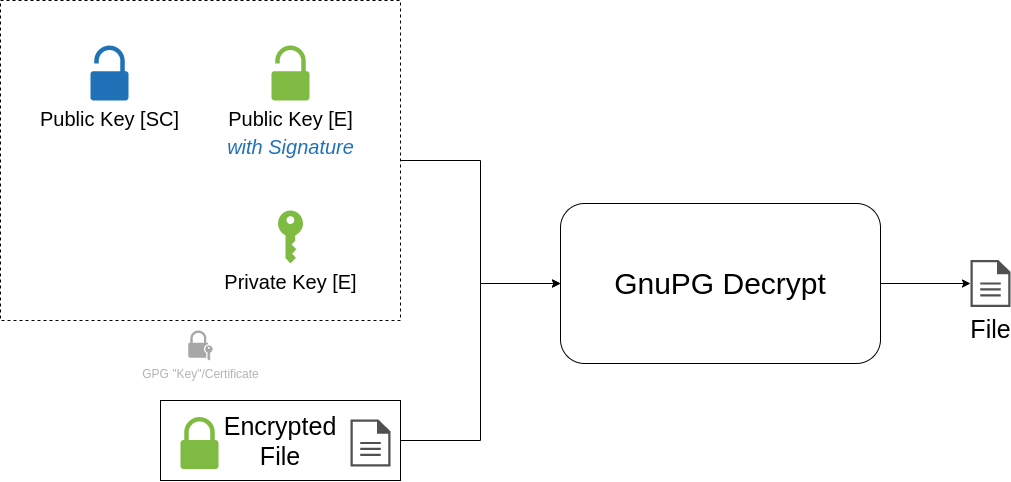 Public Key [SC]
Public Key [E]
with Signature
Private Key [E]
GPG "Key"/Certificate
Encrypted
File
GnuPG Decrypt
File